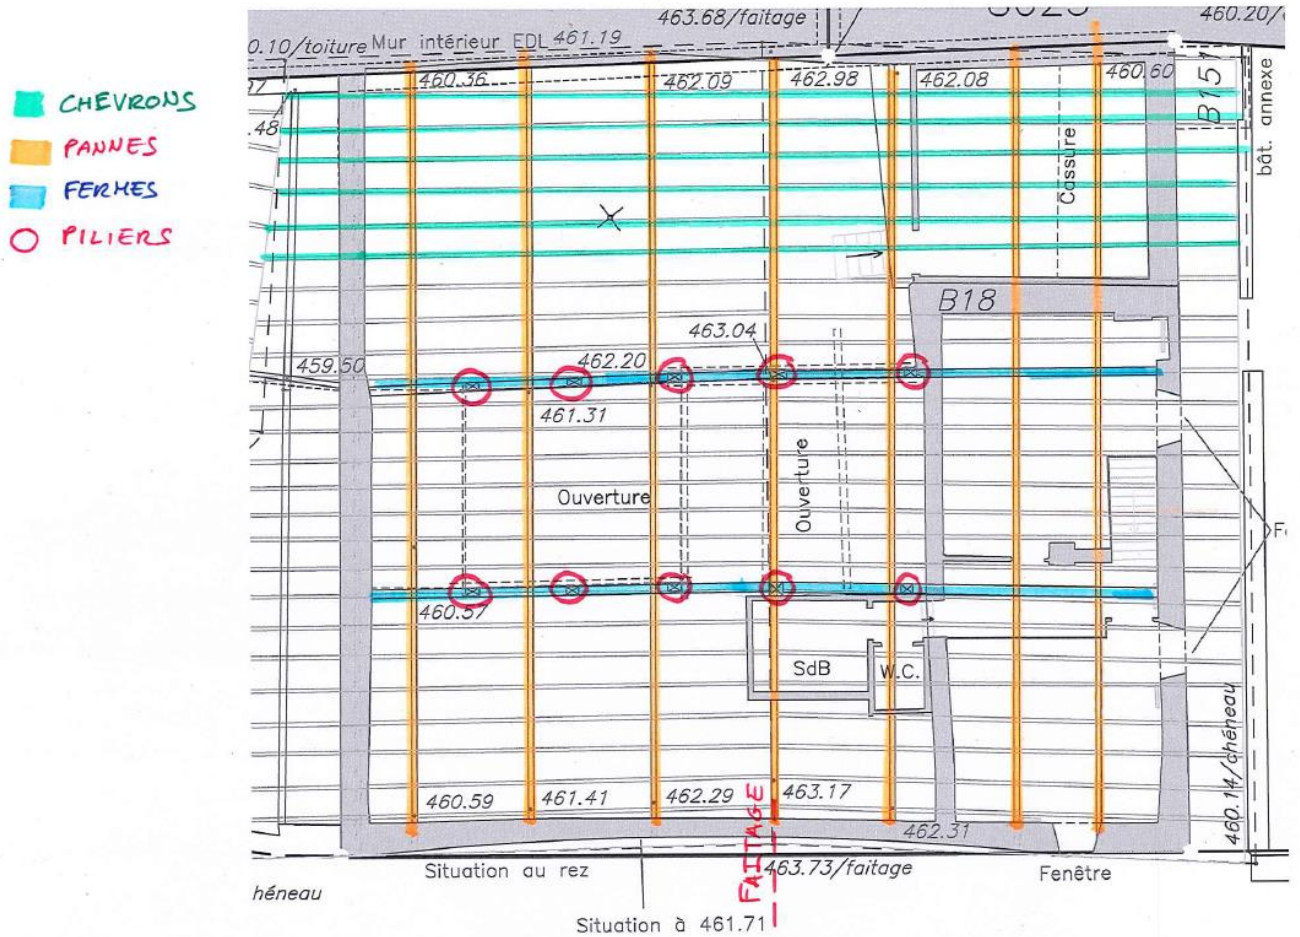 463.68/faitage
460.20/
0.10/toiture
Mur intérieur EDL
461.19
460.36
462.09
462.98
462.08
460.60
B151
bât. annexe
CHEVRONS
PANNES
FERMES
PILIERS
.48
Cassure
B18
463.04
459.50
462.20
461.31
Ouverture
Ouverture
F
460.57
SdB
W.C.
460.14/chéneau
460.59
461.41
462.29
463.17
462.31
FAITAGE
Situation au rez
463.73/faitage
Fenêtre
héneau
Situation à 461.71